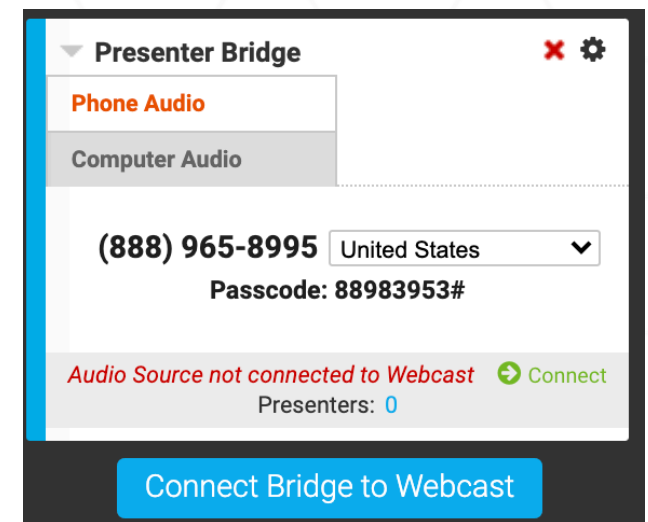 Presenter Bridge
Phone Audio
Computer Audio
(888) 965-8995 United States
Passcode: 88983953#
Audio Source not connected to Webcast Connect
Presenters: 0
Connect Bridge to Webcast